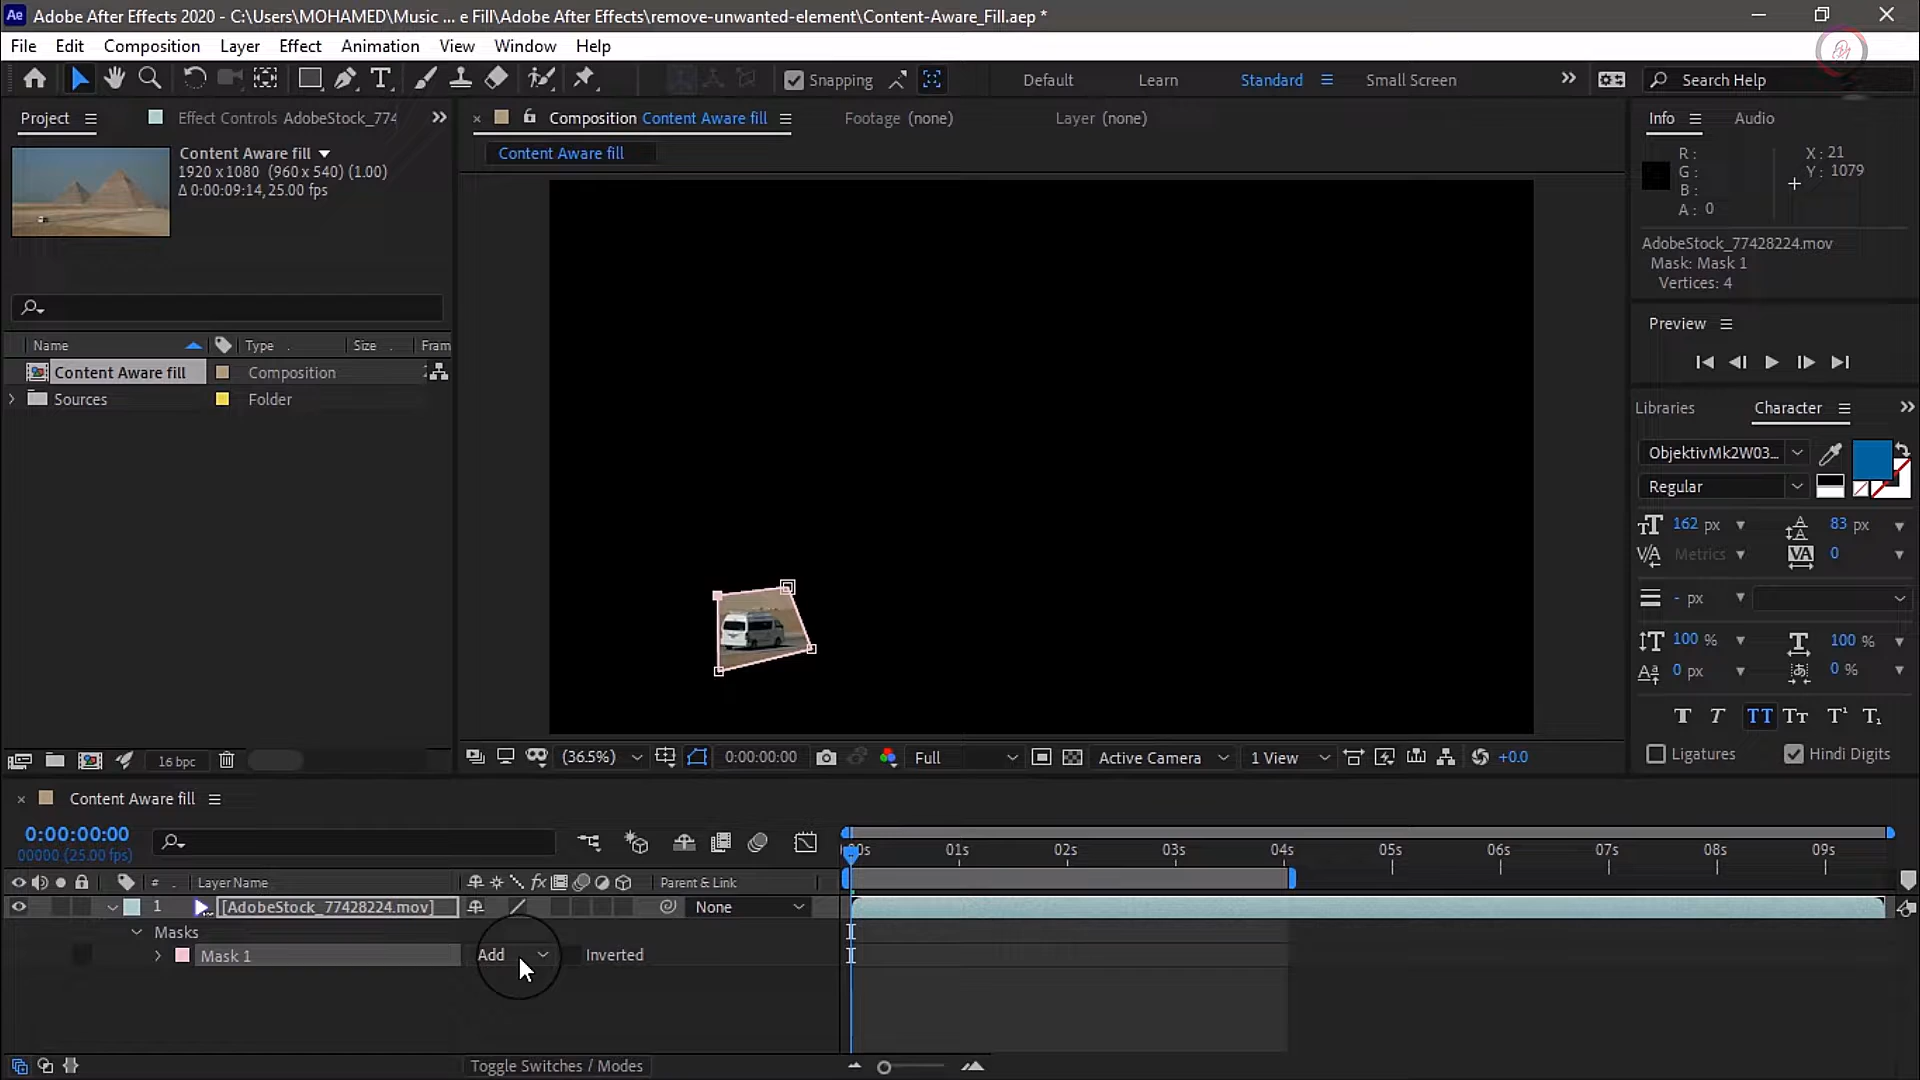 Ae Adobe After Effects 2020 - C:\Users\MOHAMED\Music ... e Fill\Adobe After Effects\remove-unwanted-element\Content-Aware_Fill.aep *
File Edit Composition Layer Effect Animation View Window Help
Snapping Default Learn Standard Small Screen Search Help
Project Effect Controls AdobeStock_774 Composition Content Aware fill Footage (none) Layer (none) Info Audio
Content Aware fill
Content Aware fill
1920 x 1080 (960 x 540) (1.00)
Δ 0:00:09:14, 25.00 fps
R :
G :
B :
A : 0
X : 21
Y : 1079
AdobeStock_77428224.mov
Mask: Mask 1
Vertices: 4
Preview
Name Type Size Fram
Content Aware fill Composition
Sources Folder
Libraries Character
ObjektivMk2W03...
Regular
162 px 83 px
Metrics 0
- px
100 % 100 %
0 px 0 %
TT
Ligatures Hindi Digits
16 bpc
(36.5%) 0:00:00:00 Full Active Camera 1 View +0.0
Content Aware fill
0:00:00:00
00000 (25.00 fps)
00s 01s 02s 03s 04s 05s 06s 07s 08s 09s
# Layer Name fx Parent & Link
1 [AdobeStock_77428224.mov] None
Masks
Mask 1 Add Inverted
Toggle Switches / Modes